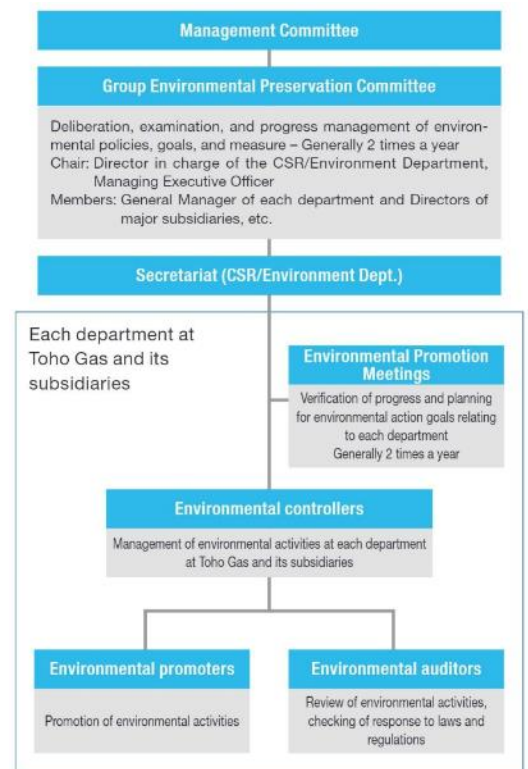 Management Committee
Group Environmental Preservation Committee
Deliberation, examination, and progress management of environ-
mental policies, goals, and measure – Generally 2 times a year
Chair: Director in charge of the CSR/Environment Department,
Managing Executive Officer
Members: General Manager of each department and Directors of
major subsidiaries, etc.
Secretariat (CSR/Environment Dept.)
Each department at
Toho Gas and its
subsidiaries
Environmental Promotion
Meetings
Verification of progress and planning
for environmental action goals relating
to each department
Generally 2 times a year
Environmental controllers
Management of environmental activities at each department
at Toho Gas and its subsidiaries
Environmental promoters
Promotion of environmental activities
Environmental auditors
Review of environmental activities,
checking of response to laws and
regulations